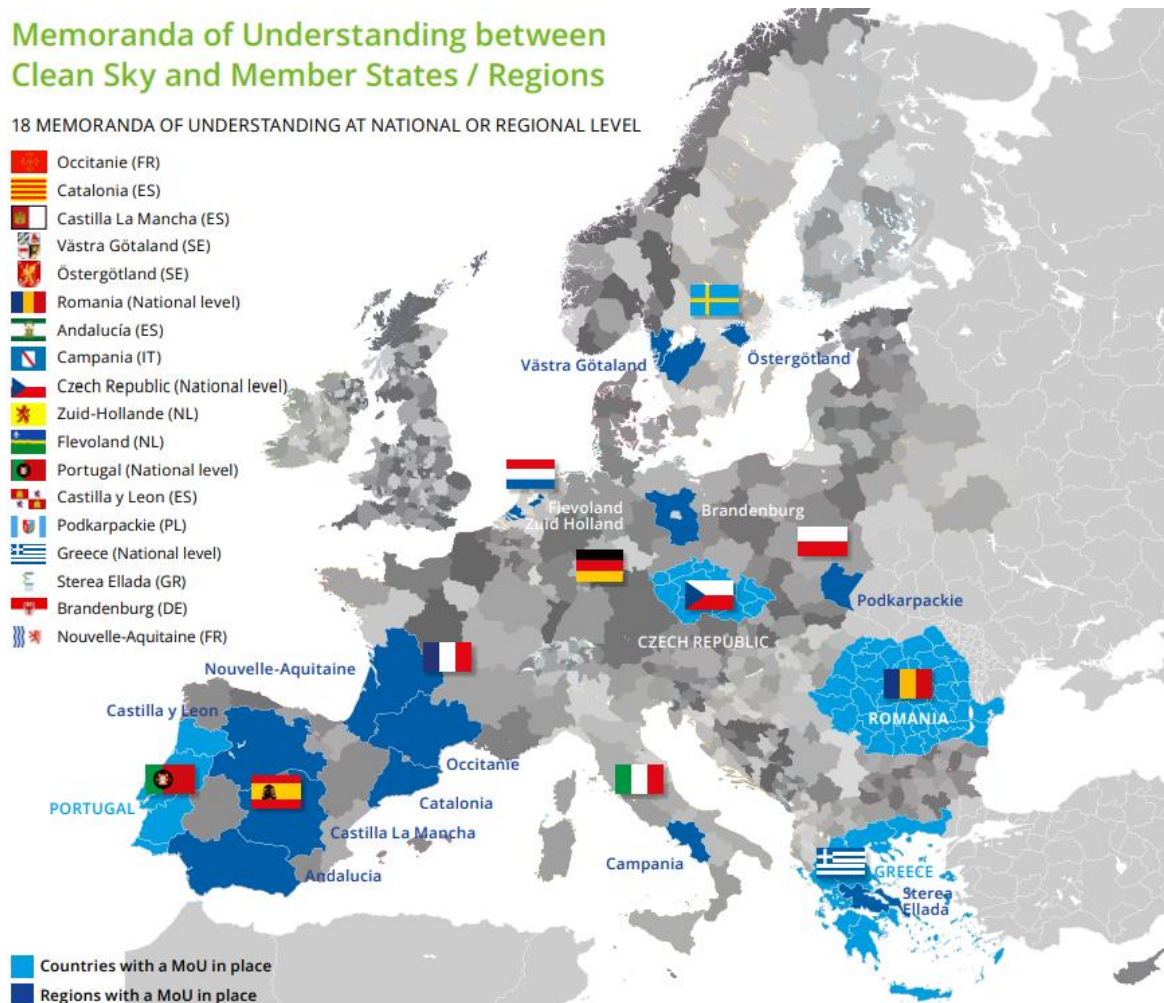 Memoranda of Understanding between
Clean Sky and Member States / Regions
18 MEMORANDA OF UNDERSTANDING AT NATIONAL OR REGIONAL LEVEL
Occitanie (FR)
Catalonia (ES)
Castilla La Mancha (ES)
Västra Götaland (SE)
Östergötland (SE)
Romania (National level)
Andalucía (ES)
Campania (IT)
Czech Republic (National level)
Zuid-Hollande (NL)
Flevoland (NL)
Portugal (National level)
Castilla y Leon (ES)
Podkarpackie (PL)
Greece (National level)
Sterea Ellada (GR)
Brandenburg (DE)
Nouvelle-Aquitaine (FR)
Västra Götaland
Östergötland
Flevoland
Zuid Holland
Brandenburg
Podkarpackie
CZECH REPUBLIC
Nouvelle-Aquitaine
ROMANIA
Castilla y Leon
Occitanie
PORTUGAL
Catalonia
Castilla La Mancha
Campania
Andalucia
GREECE
Sterea
Ellada
Countries with a MoU in place
Regions with a MoU in place